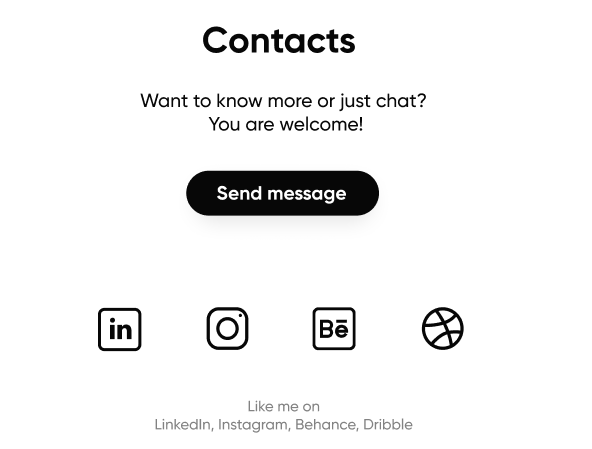 Contacts
Want to know more or just chat?
You are welcome!
Send message
in
Bē
Like me on
LinkedIn, Instagram, Behance, Dribble